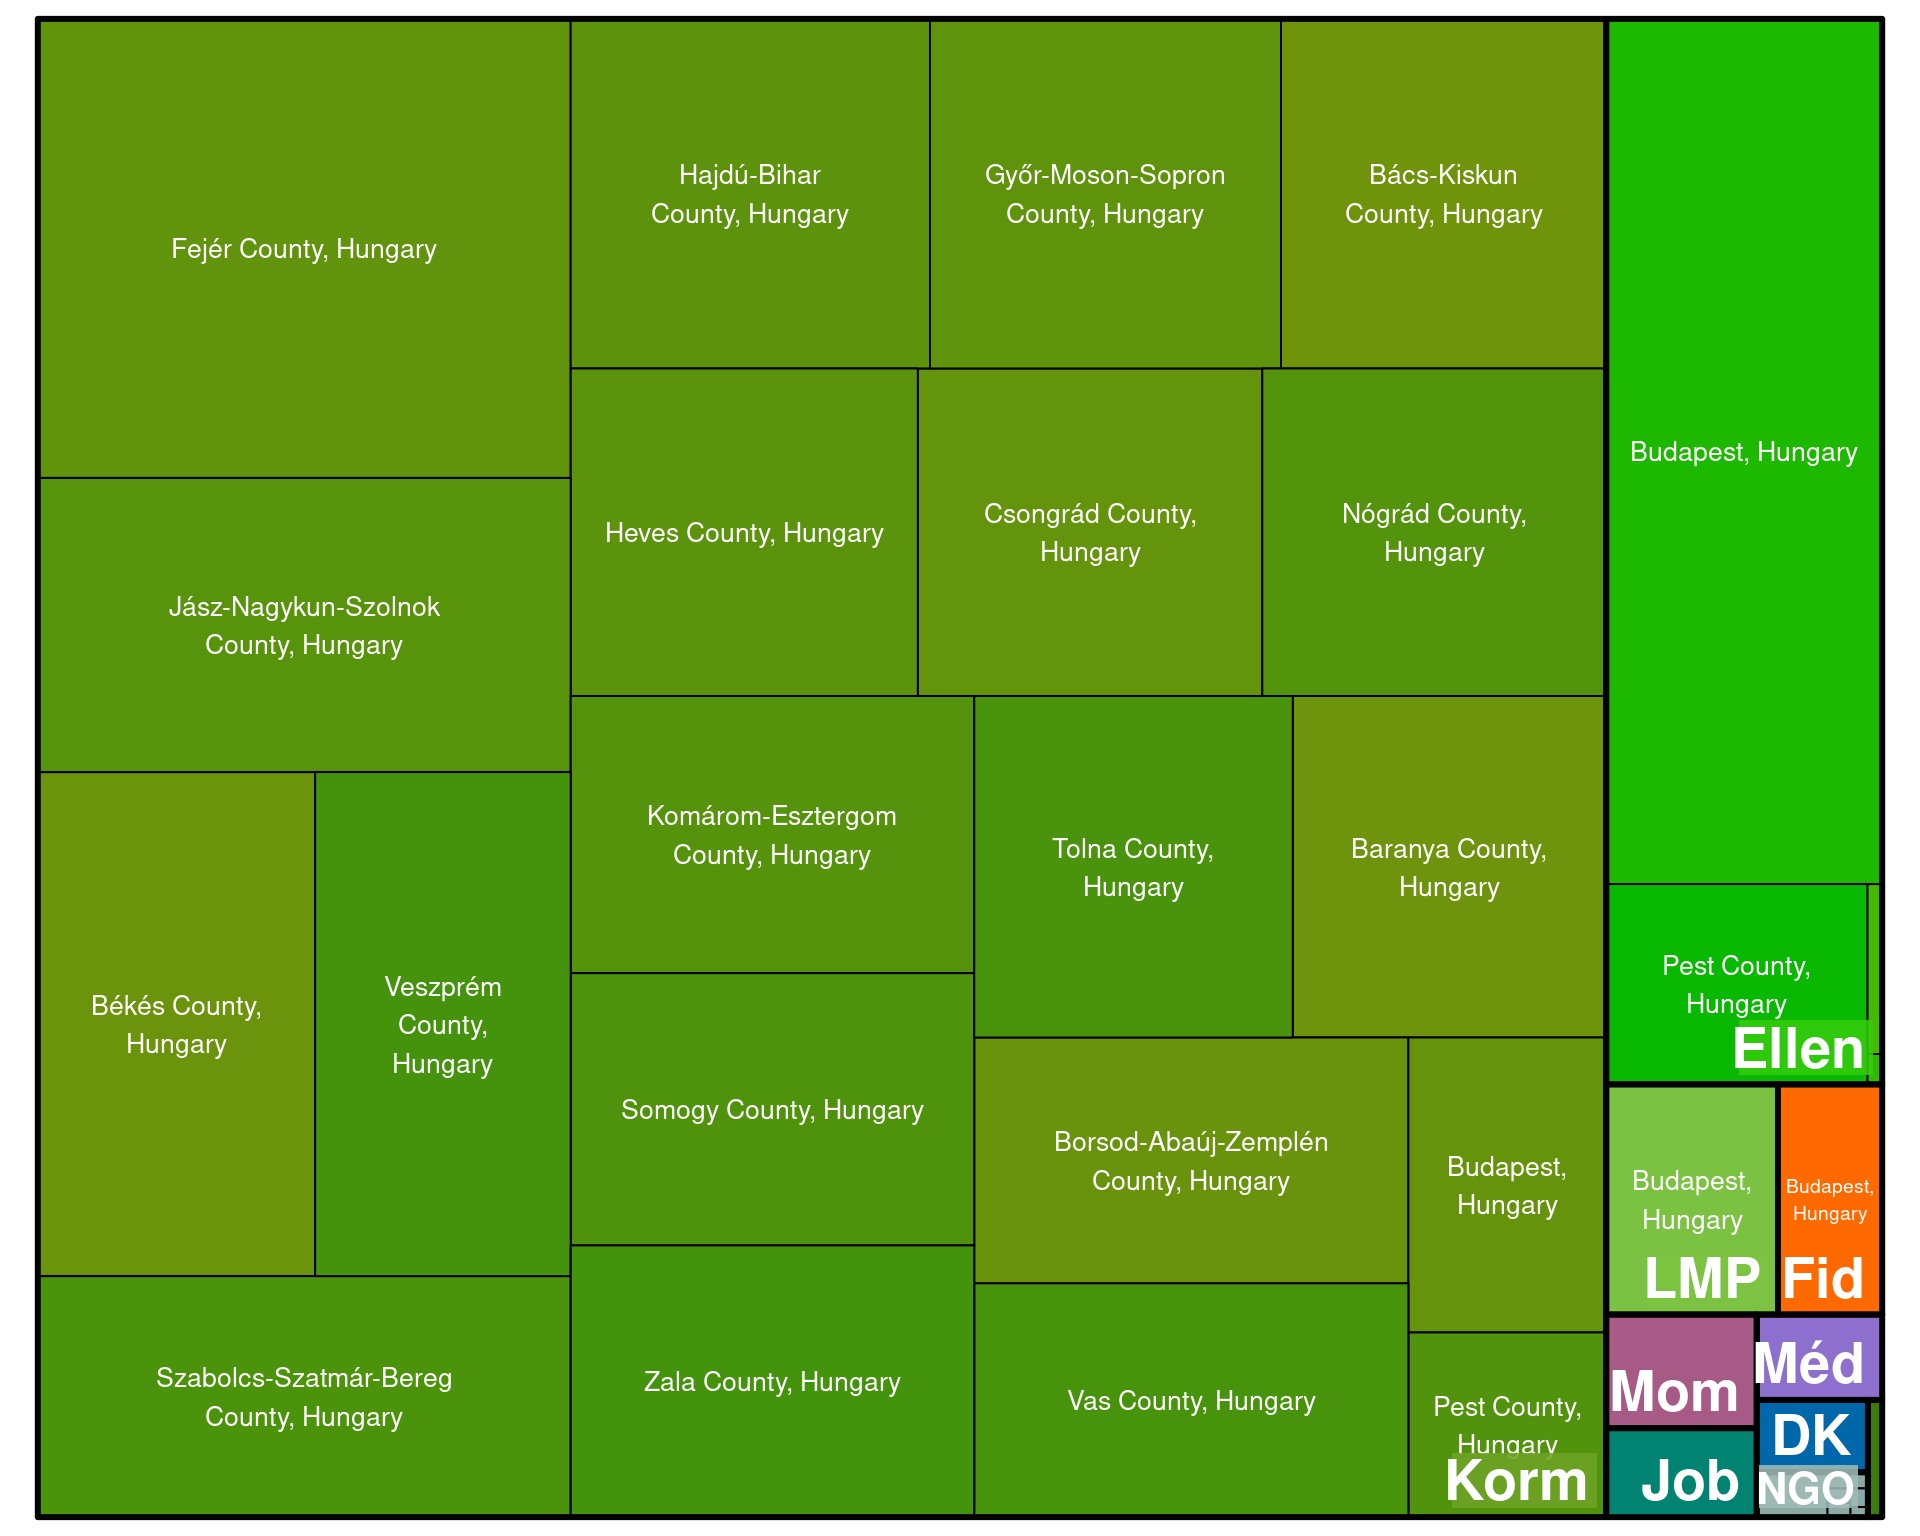 Fejér County, Hungary
Hajdú-Bihar
County, Hungary
Győr-Moson-Sopron
County, Hungary
Bács-Kiskun
County, Hungary
Budapest, Hungary
Jász-Nagykun-Szolnok
County, Hungary
Heves County, Hungary
Csongrád County,
Hungary
Nógrád County,
Hungary
Békés County,
Hungary
Veszprém
County,
Hungary
Komárom-Esztergom
County, Hungary
Tolna County,
Hungary
Baranya County,
Hungary
Pest County,
Hungary
Ellen
Somogy County, Hungary
Borsod-Abaúj-Zemplén
County, Hungary
Budapest,
Hungary
Budapest,
Hungary
LMP
Budapest,
Hungary
Fid
Szabolcs-Szatmár-Bereg
County, Hungary
Zala County, Hungary
Vas County, Hungary
Pest County,
Hungary
Korm
Mom
Méd
Job
DK
NGO